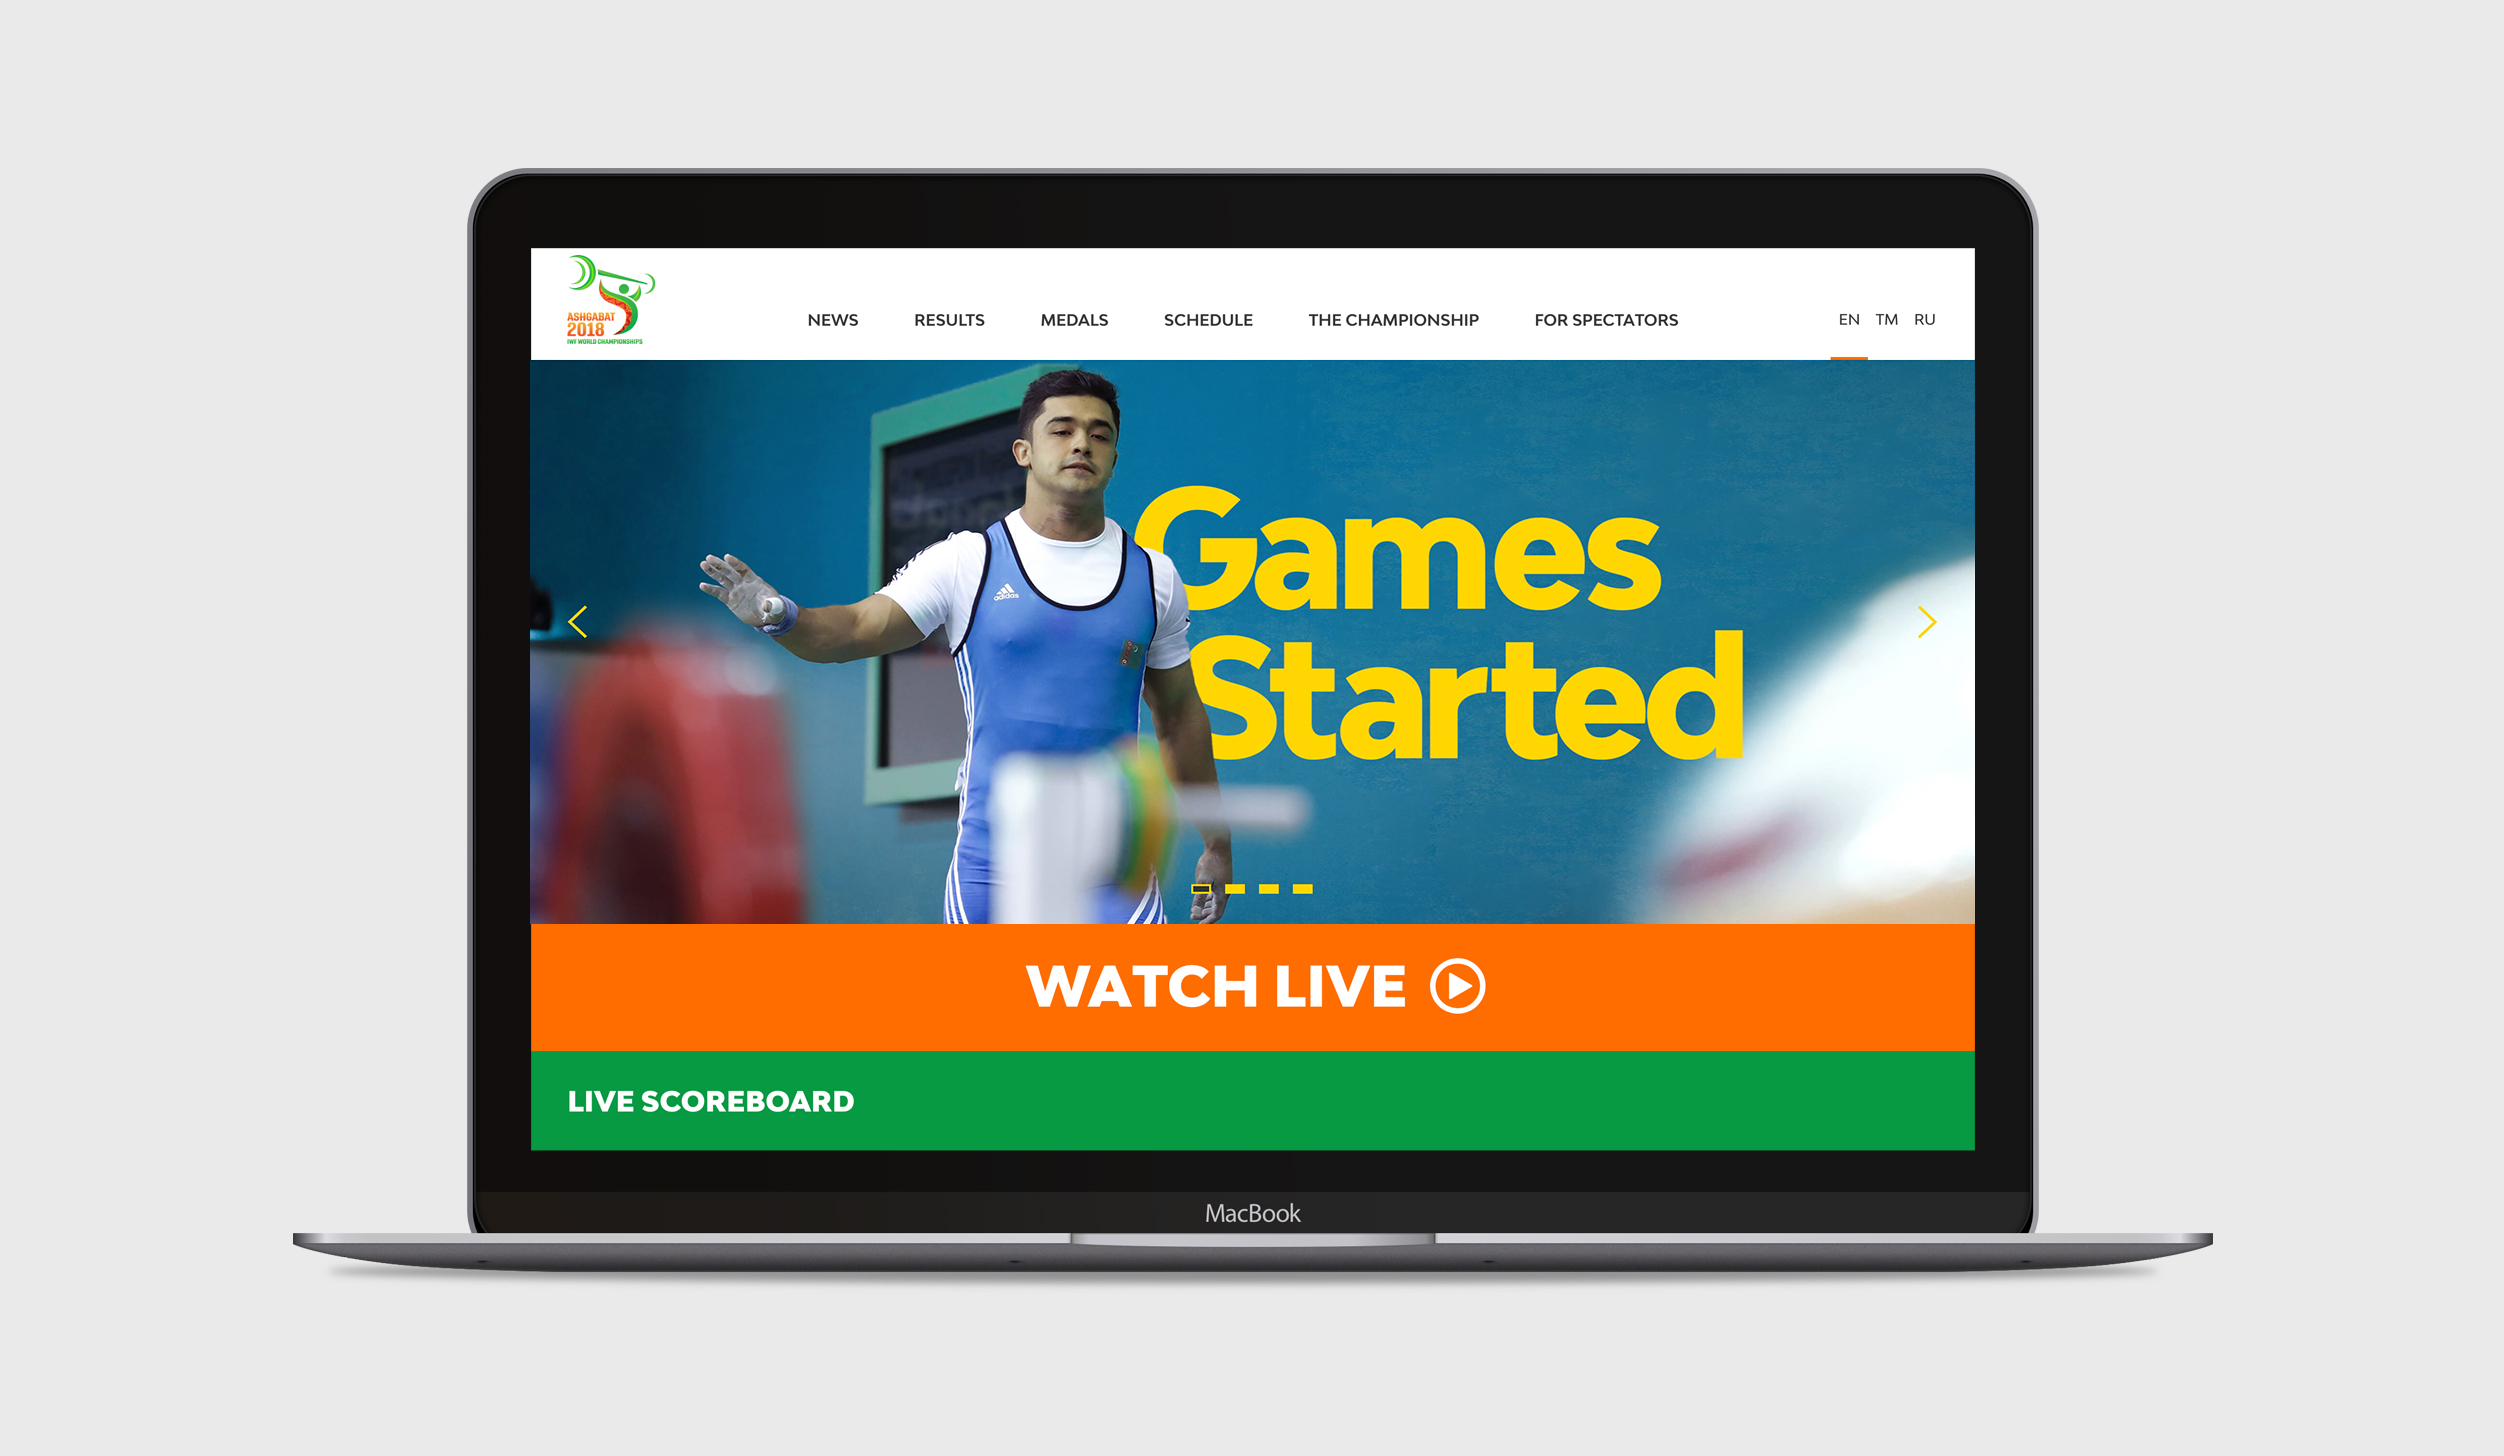 ASHGABAT
2018
IWF WORLD CHAMPIONSHIPS
NEWS RESULTS MEDALS SCHEDULE THE CHAMPIONSHIP FOR SPECTATORS EN TM RU
adidas
Games
Started
WATCH LIVE
LIVE SCOREBOARD
MacBook